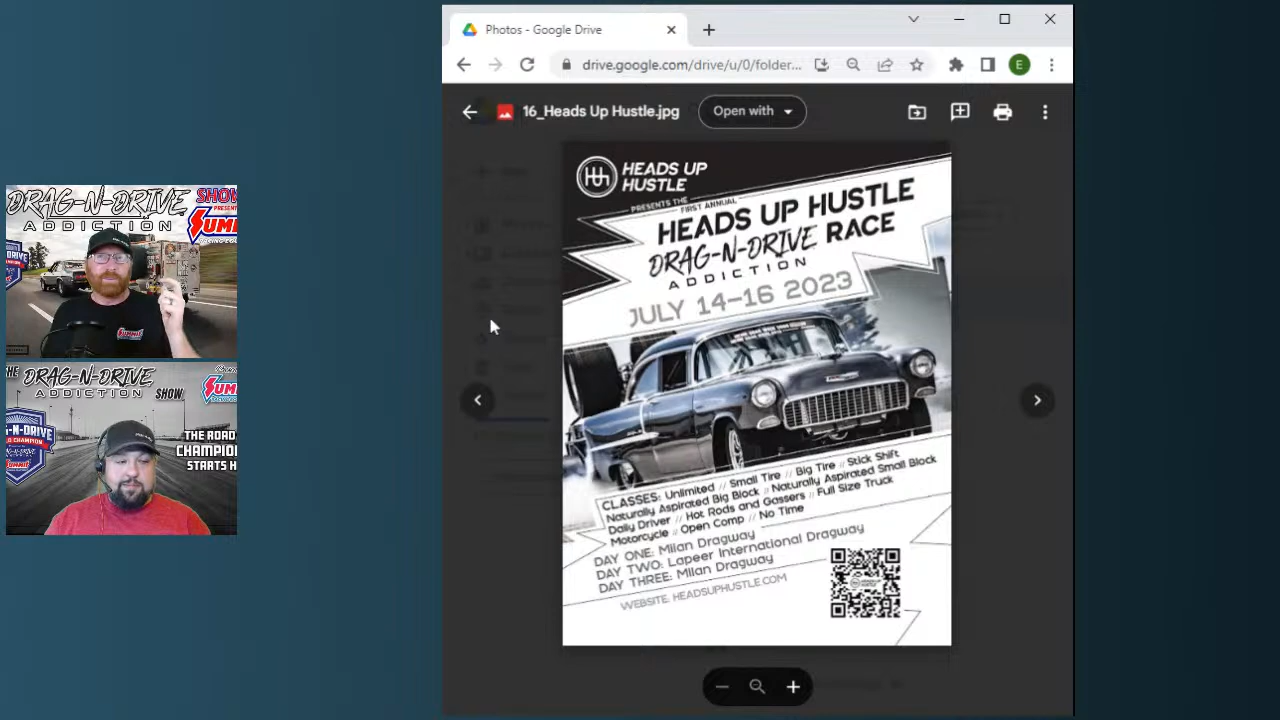 Photos - Google Drive
drive.google.com/drive/u/0/folder...
E
16_Heads Up Hustle.jpg
Open with
HEADS UP
HUSTLE
PRESENTS THE
FIRST ANNUAL
HEADS UP HUSTLE
DRAG-N-DRIVE RACE
ADDICTION
JULY 14-16 2023
CLASSES: Unlimited // Small Tire // Big Tire // Stick Shift
Naturally Aspirated Big Block // Naturally Aspirated Small Block
Daily Driver // Hot Rods and Gassers // Full Size Truck
Motorcycle // Open Comp // No Time
DAY ONE: Milan Dragway
DAY TWO: Lapeer International Dragway
DAY THREE: Milan Dragway
WEBSITE: HEADSUPHUSTLE.COM
DRAG-N-DRIVE SHOW
ADDICTION
SUMMIT
THE DRAG-N-DRIVE
ADDICTION SHOW
THE ROAD
CHAMPION
STARTS H